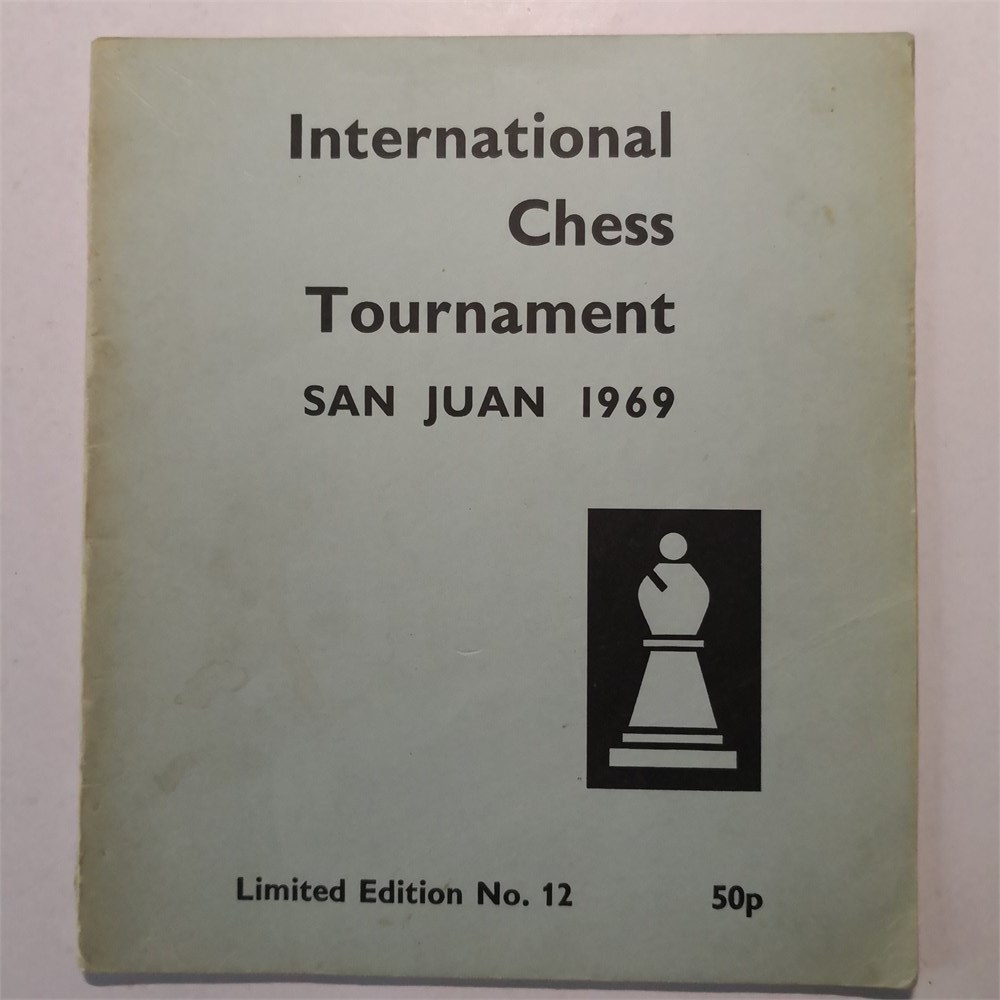 International
Chess
Tournament
SAN JUAN 1969
Limited Edition No. 12 50p